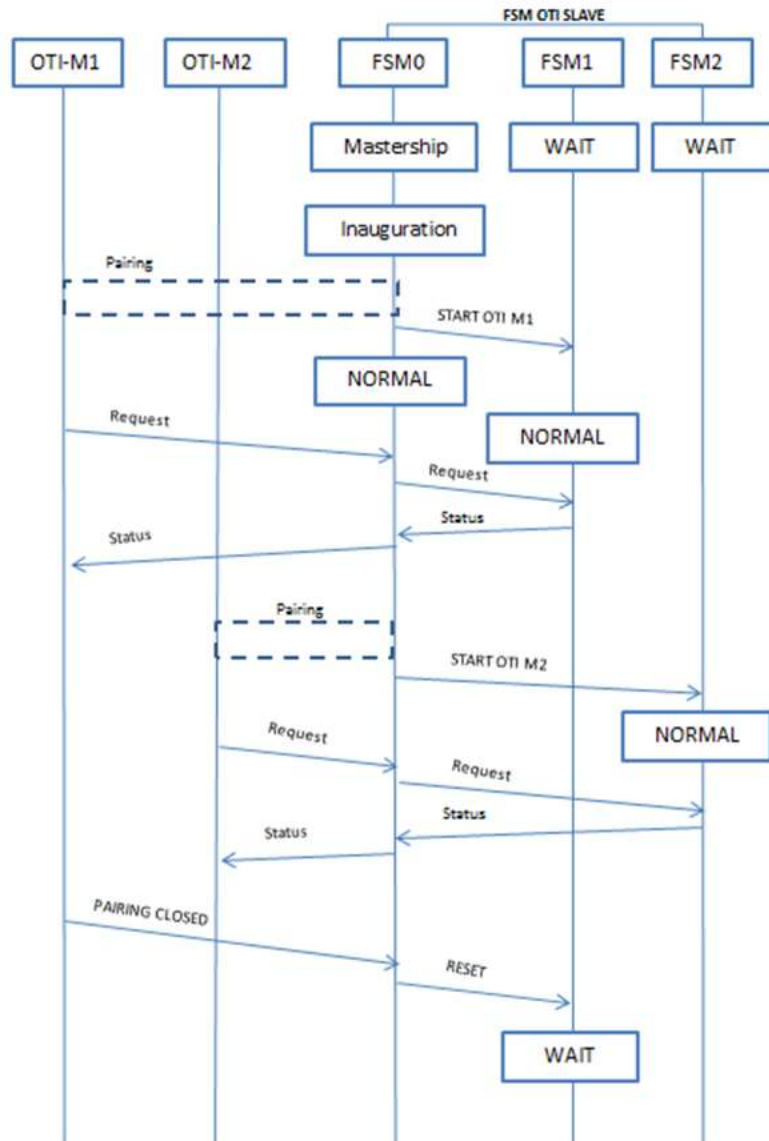 FSM OTI SLAVE
OTI-M1
OTI-M2
FSM0
FSM1
FSM2
Mastership
WAIT
WAIT
Inauguration
Pairing
START OTI M1
NORMAL
Request
NORMAL
Request
Status
Status
Pairing
START OTI M2
NORMAL
Request
Request
Status
Status
PAIRING CLOSED
RESET
WAIT